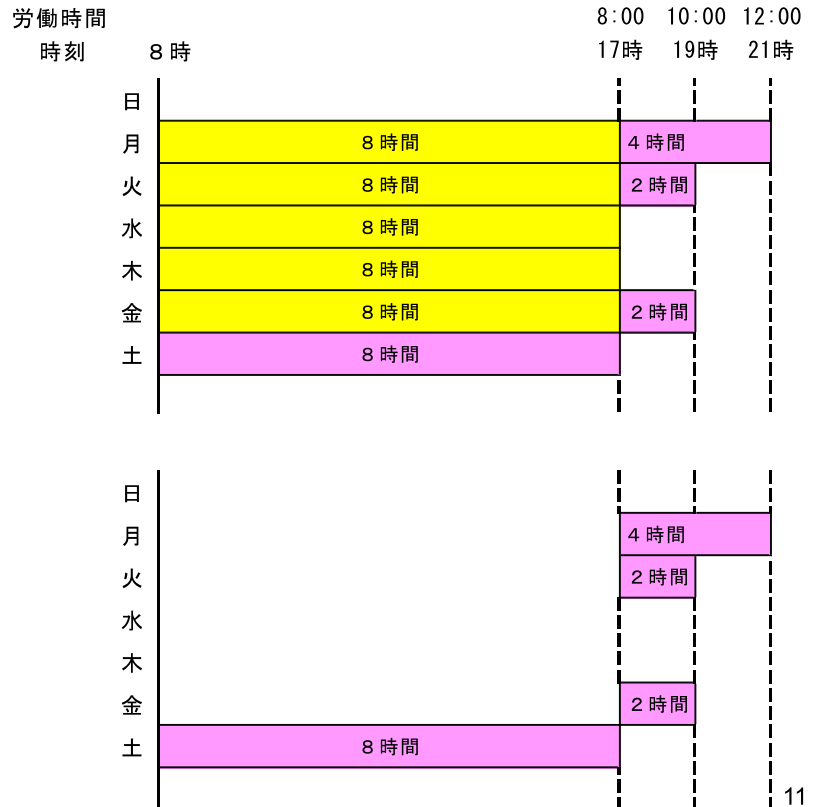 労働時間 8:00 10:00 12:00
時刻 8時 17時 19時 21時
日
月 8時間 4時間
火 8時間 2時間
水 8時間
木 8時間
金 8時間 2時間
土 8時間
日
月 4時間
火 2時間
水
木
金 2時間
土 8時間
11